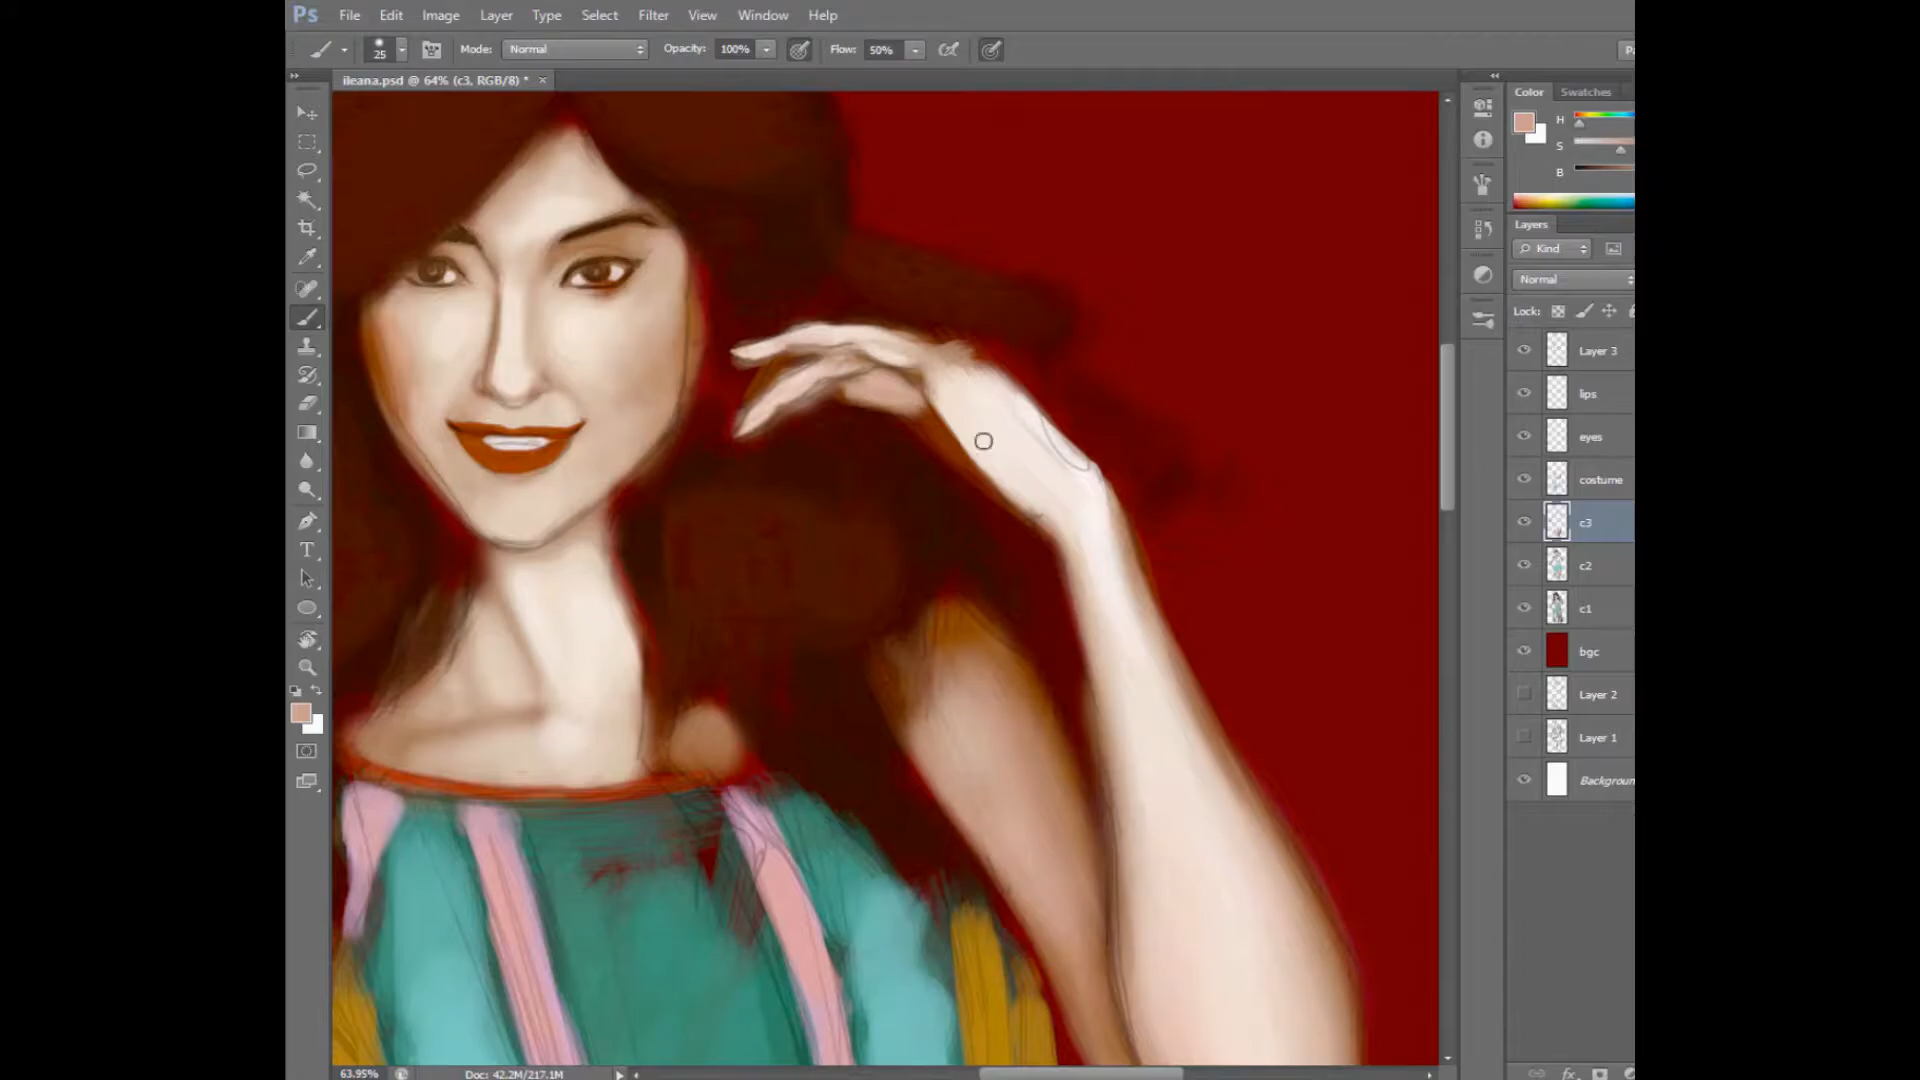 Ps File Edit Image Layer Type Select Filter View Window Help
25 Mode: Normal Opacity: 100% Flow: 50%
ileana.psd @ 64% (c3, RGB/8) * ×
Color Swatches
H
S
B
Layers
Kind
Normal
Lock:
Layer 3
lips
eyes
costume
c3
c2
c1
bgc
Layer 2
Layer 1
Backgroun
63.95% Doc: 42.2M/217.1M
fx